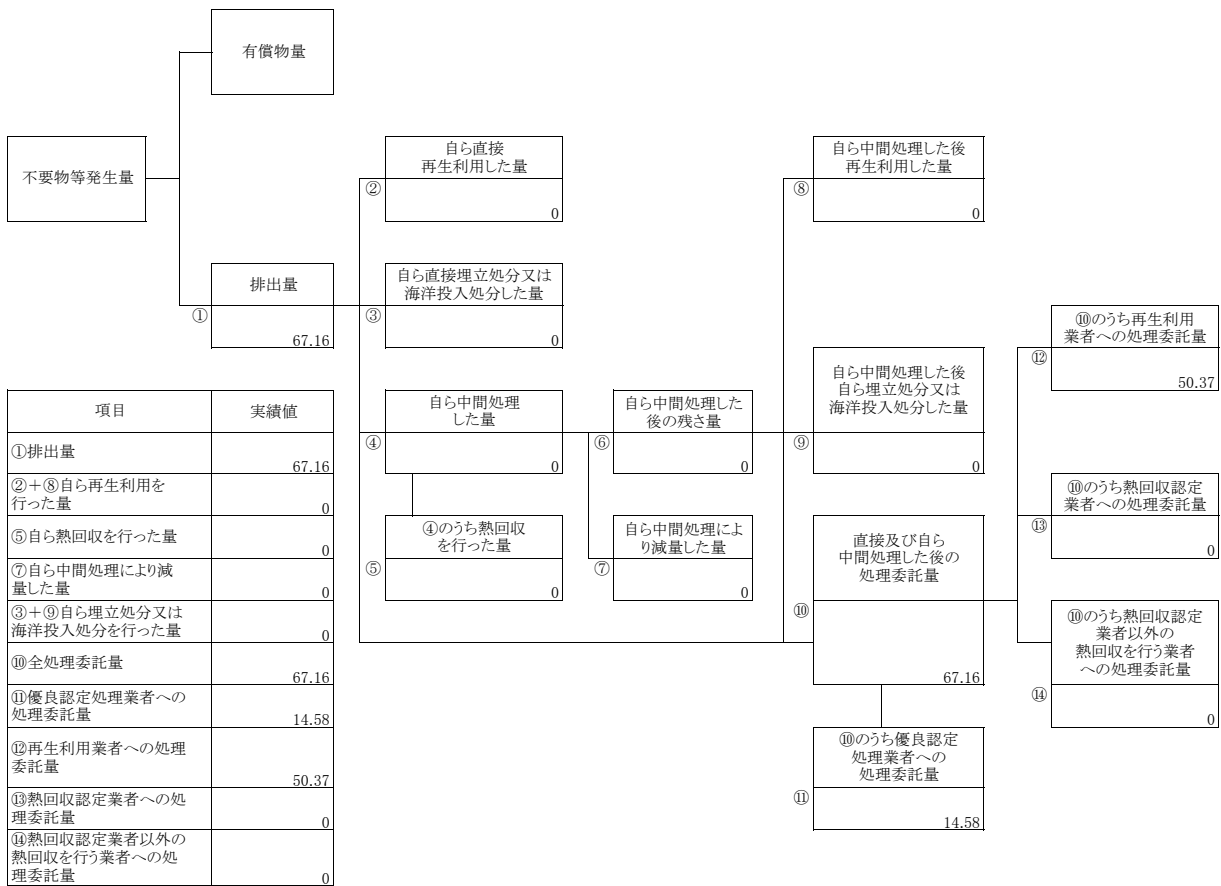 有償物量
不要物等発生量
自ら直接
再生利用した量
②
0
自ら中間処理した後
再生利用した量
⑧
0
排出量
①
67.16
自ら直接埋立処分又は
海洋投入処分した量
③
0
自ら中間処理
した量
④
0
自ら中間処理した
後の残さ量
⑥
0
自ら中間処理した後
自ら埋立処分又は
海洋投入処分した量
⑨
0
⑩のうち再生利用
業者への処理委託量
⑫
50.37
④のうち熱回収
を行った量
⑤
0
自ら中間処理によ
り減量した量
⑦
0
直接及び自ら
中間処理した後の
処理委託量
⑩
67.16
⑩のうち熱回収認定
業者への処理委託量
⑬
0
⑩のうち熱回収認定
業者以外の
熱回収を行う業者
への処理委託量
⑭
0
⑩のうち優良認定
処理業者への
処理委託量
⑪
14.58
項目 実績値
①排出量
67.16
②＋⑧自ら再生利用を
行った量
0
⑤自ら熱回収を行った量
0
⑦自ら中間処理により減
量した量
0
③＋⑨自ら埋立処分又は
海洋投入処分を行った量
0
⑩全処理委託量
67.16
⑪優良認定処理業者への
処理委託量
14.58
⑫再生利用業者への処理
委託量
50.37
⑬熱回収認定業者への処
理委託量
0
⑭熱回収認定業者以外の
熱回収を行う業者への処
理委託量
0